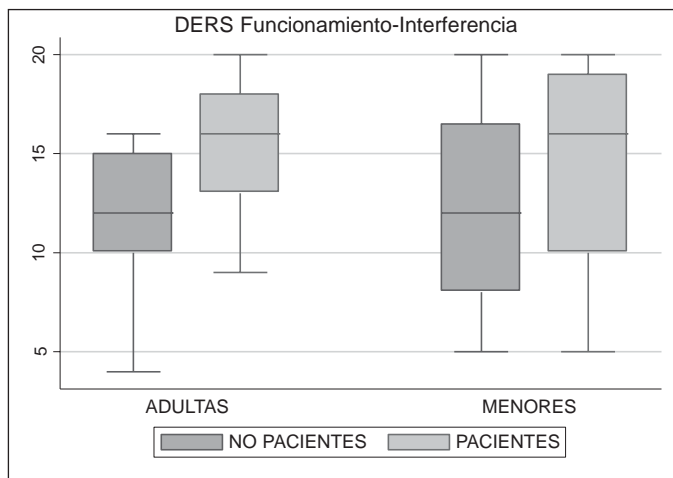 DERS Funcionamiento-Interferencia
20
15
10
5
ADULTAS MENORES
NO PACIENTES PACIENTES